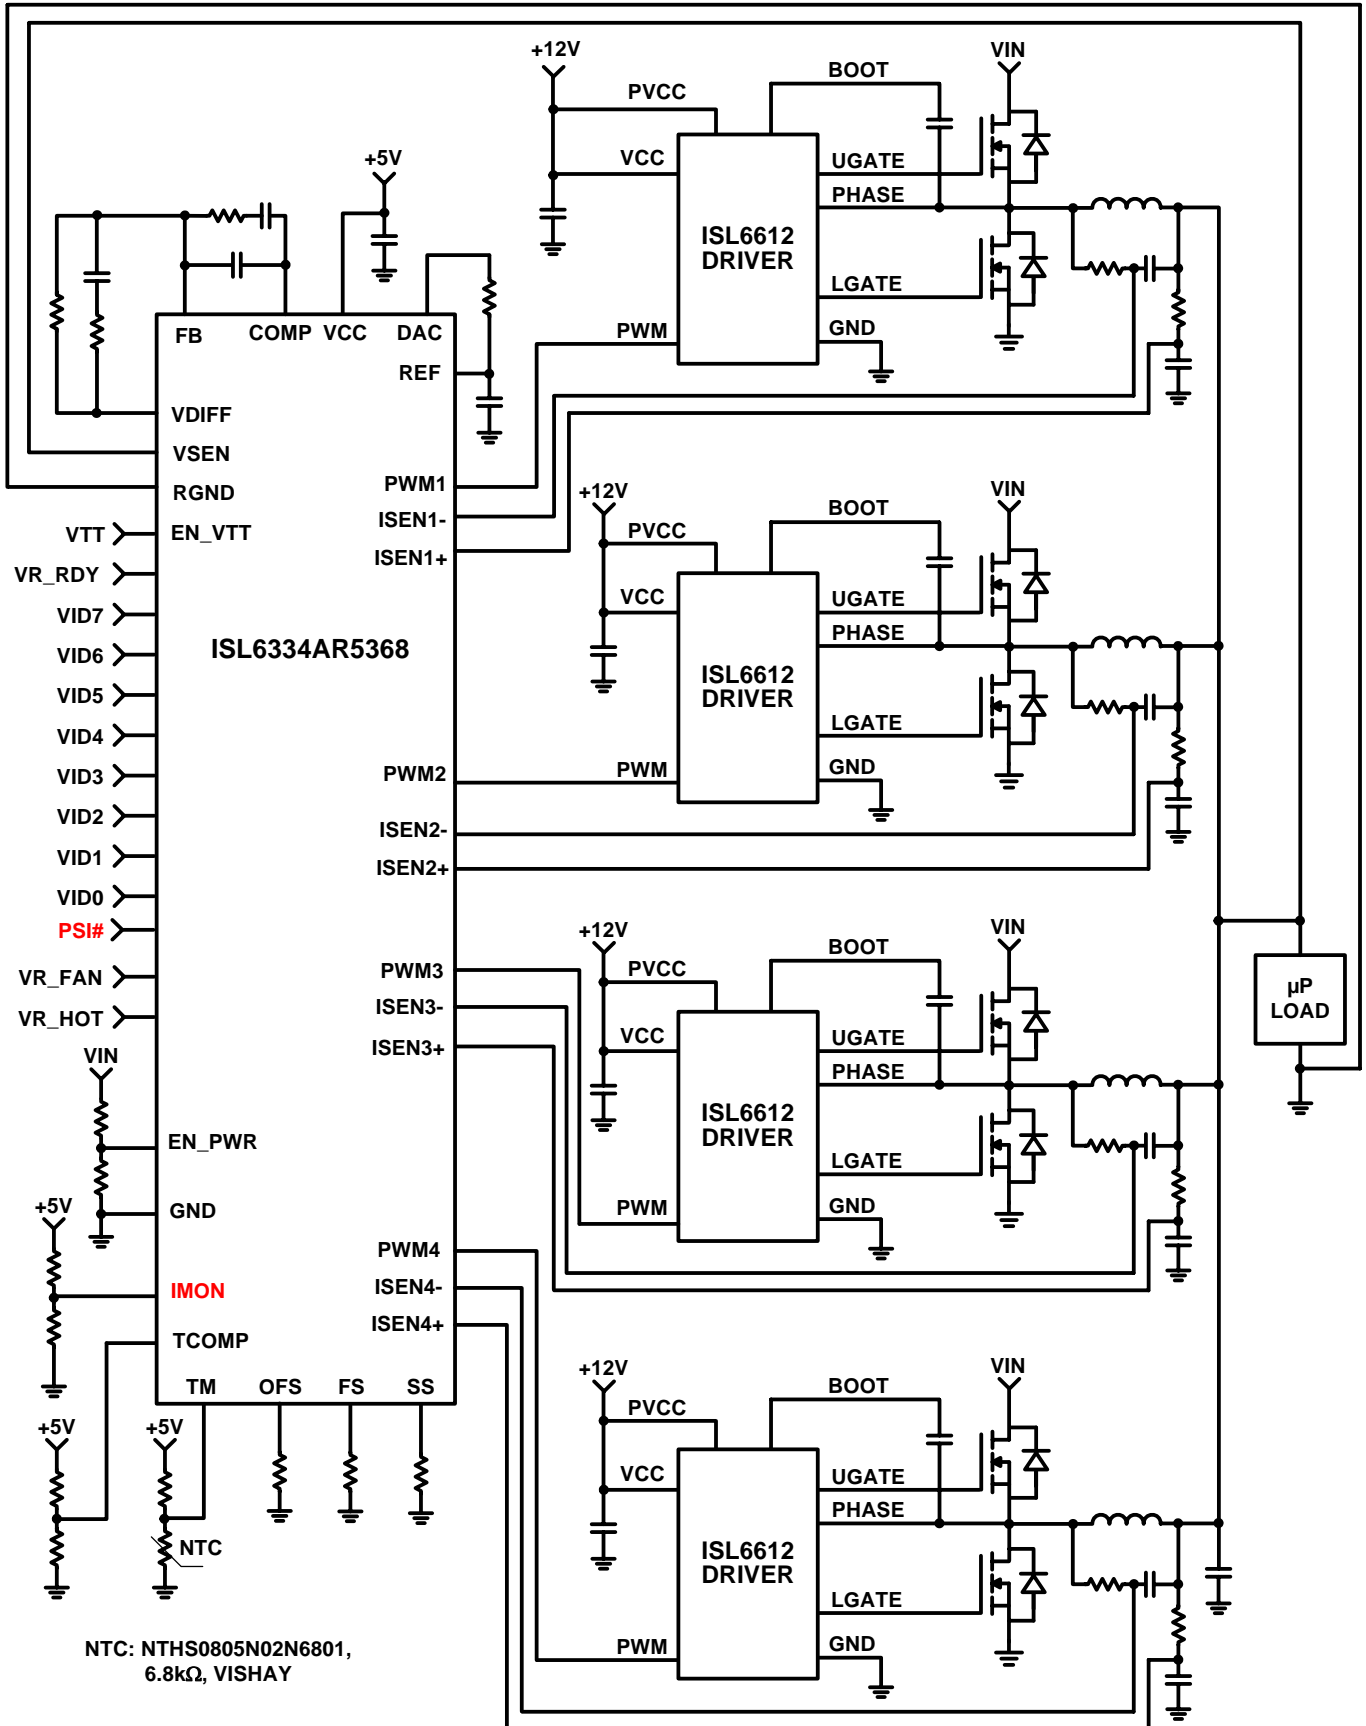 +12V
VIN
BOOT
PVCC
+5V
VCC
UGATE
PHASE
ISL6612
DRIVER
LGATE
GND
PWM
FB
COMP
VCC
DAC
REF
VDIFF
VSEN
RGND
EN_VTT
PWM1
ISEN1-
ISEN1+
VTT
VR_RDY
VID7
VID6
VID5
VID4
VID3
VID2
VID1
VID0
PSI#
VR_FAN
VR_HOT
ISL6334AR5368
+12V
VIN
BOOT
PVCC
VCC
UGATE
PHASE
ISL6612
DRIVER
LGATE
GND
PWM
PWM2
ISEN2-
ISEN2+
+12V
VIN
BOOT
PVCC
VCC
UGATE
PHASE
ISL6612
DRIVER
LGATE
GND
PWM
PWM3
ISEN3-
ISEN3+
µP
LOAD
VIN
EN_PWR
GND
+5V
IMON
TCOMP
PWM4
ISEN4-
ISEN4+
TM
OFS
FS
SS
+5V
+5V
NTC
+12V
VIN
BOOT
PVCC
VCC
UGATE
PHASE
ISL6612
DRIVER
LGATE
GND
PWM
NTC: NTHS0805N02N6801,
6.8kΩ, VISHAY